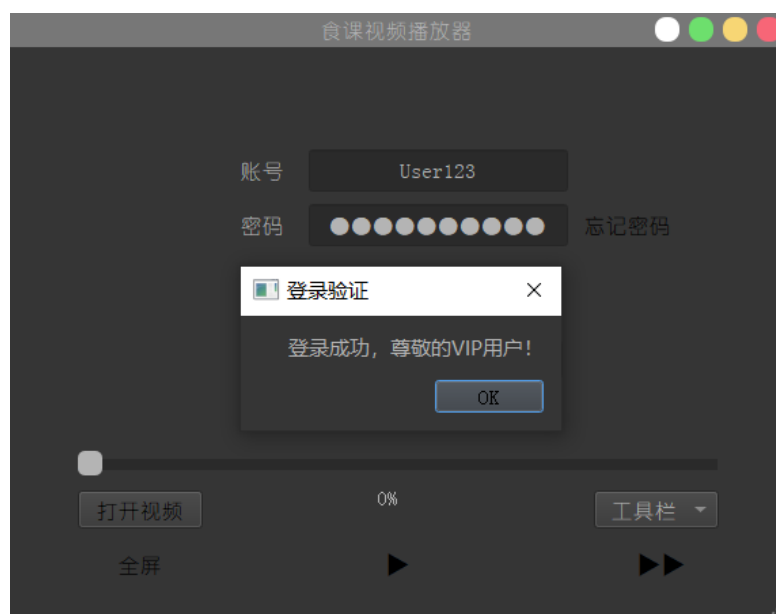 食课视频播放器
账号 User123
密码 ●●●●●●●●●● 忘记密码
登录验证
登录成功，尊敬的VIP用户!
OK
打开视频 0% 工具栏
全屏